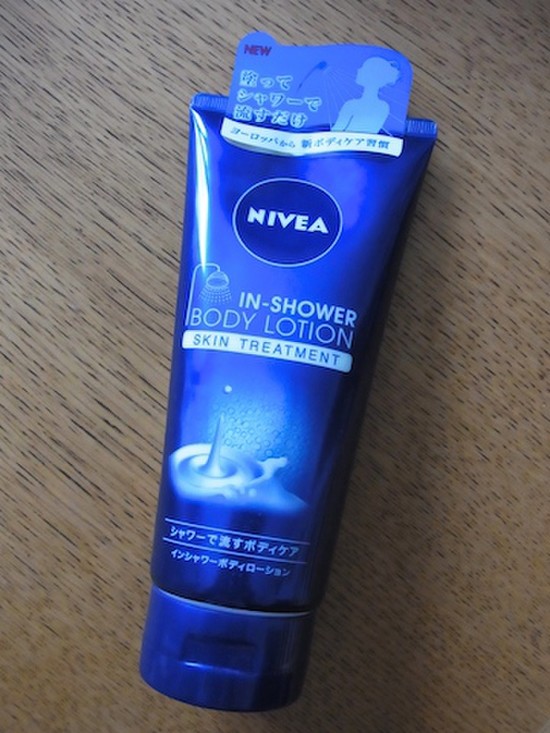 NEW
塗って
シャワーで
流すだけ
ヨーロッパから 新ボディケア習慣
NIVEA
IN-SHOWER
BODY LOTION
SKIN TREATMENT
シャワーで流すボディケア
インシャワーボディローション